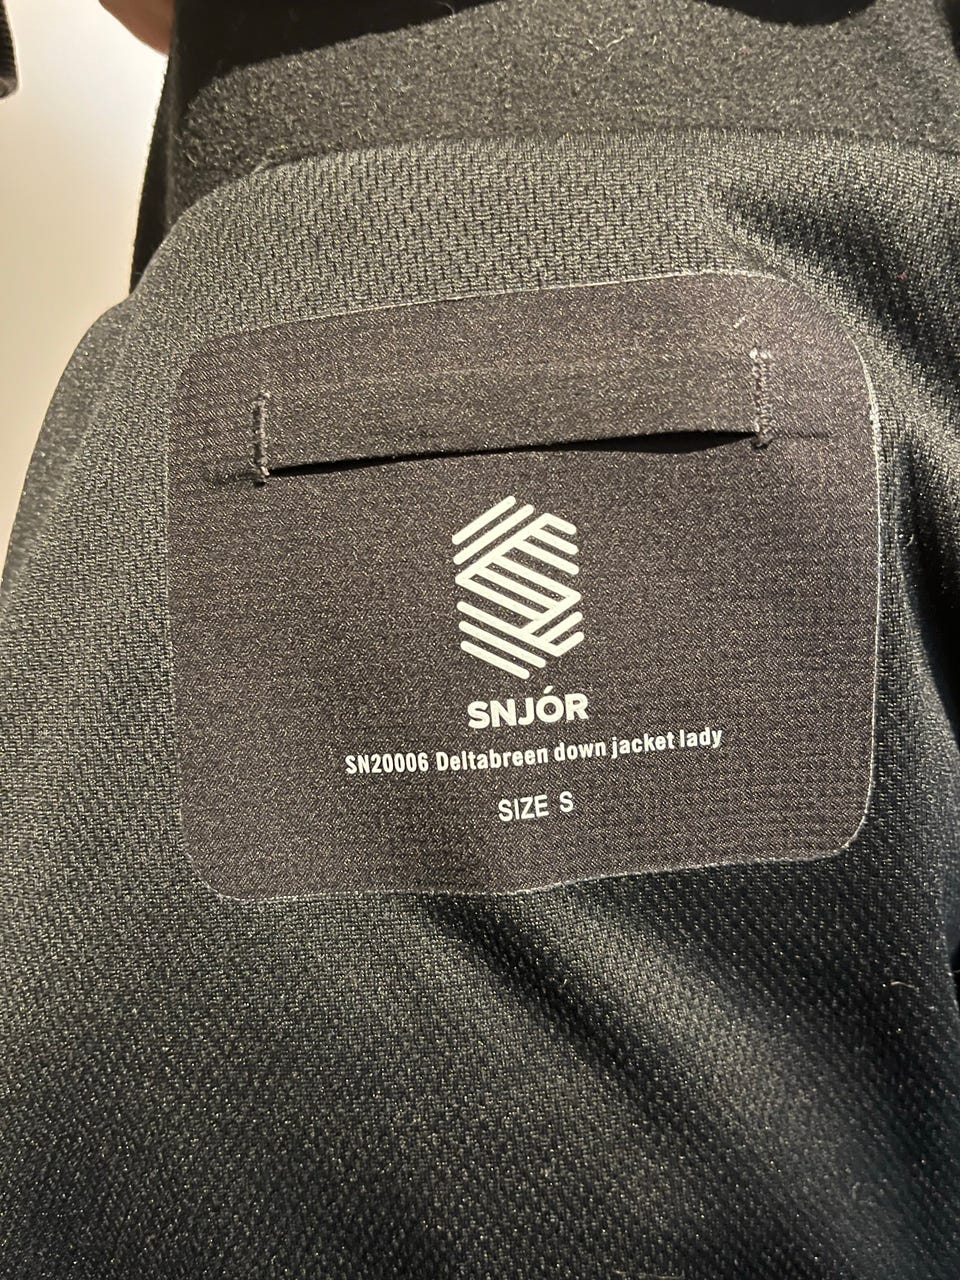 SNJÓR
SN20006 Deltabreen down jacket lady
SIZE S